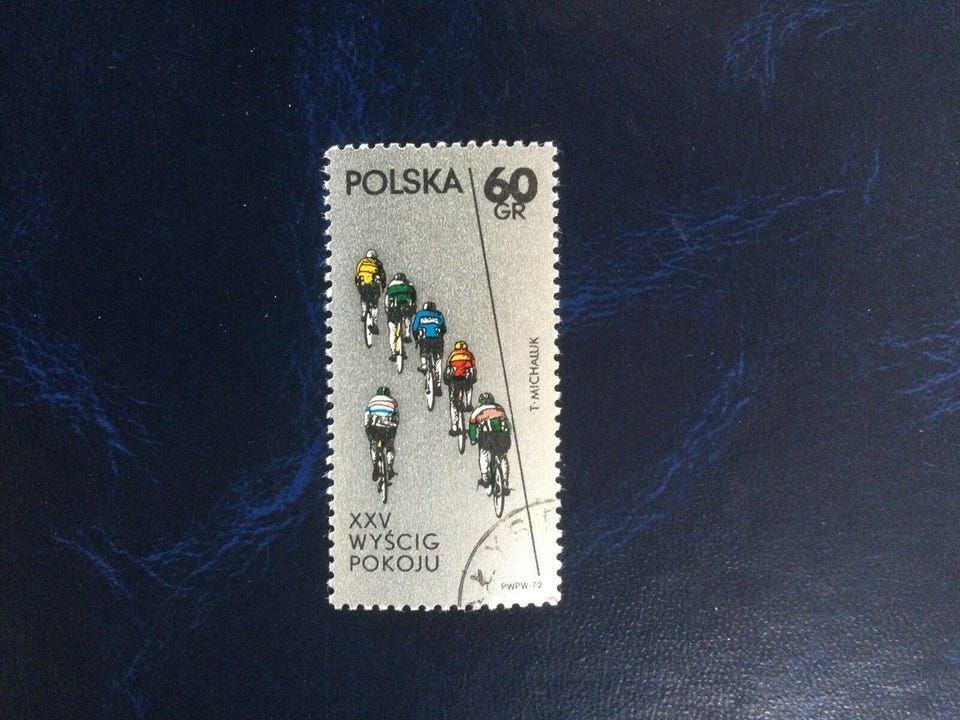 POLSKA
60
GR
T. MICHALUK
XXV
WYŚCIG
POKOJU
PWPW-72